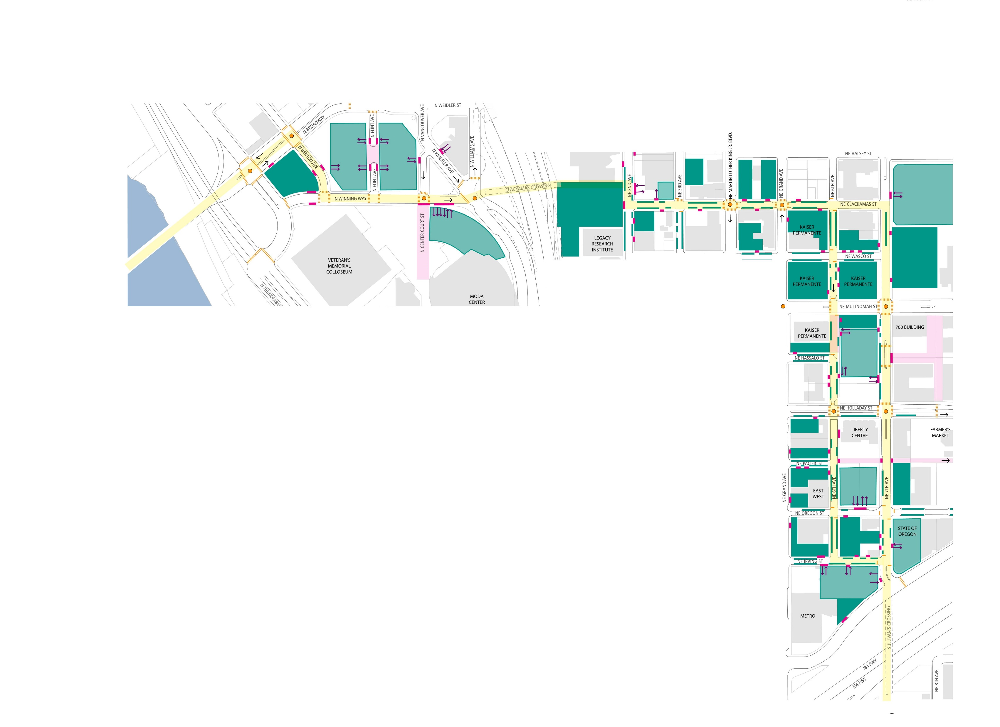 N WEIDLER ST
N BROADWAY
N FLINT AVE
N VANCOUVER AVE
N BENTON AVE
N WHEELER AVE
N WILLIAMS AVE
N FLINT AVE
N WINNING WAY
CLACKAMAS CROSSING
N CENTER COURT ST
VETERAN'S
MEMORIAL
COLLOSEUM
MODA
CENTER
LEGACY
RESEARCH
INSTITUTE
NE 2ND AVE
NE 3RD AVE
NE MARTIN LUTHER KING JR. BLVD.
NE GRAND AVE
NE 6TH AVE
NE HALSEY ST
NE CLACKAMAS ST
KAISER
PERMANENTE
NE WASCO ST
KAISER
PERMANENTE
KAISER
PERMANENTE
NE MULTNOMAH ST
KAISER
PERMANENTE
700 BUILDING
NE HASSALO ST
NE HOLLADAY ST
LIBERTY
CENTRE
FARMER'S
MARKET
NE PACIFIC ST
NE GRAND AVE
EAST
WEST
NE 6TH AVE
NE 7TH AVE
NE OREGON ST
STATE OF
OREGON
NE IRVING ST
METRO
SULLIVAN'S CROSSING
I84 FWY
I84 FWY
NE 8TH AVE